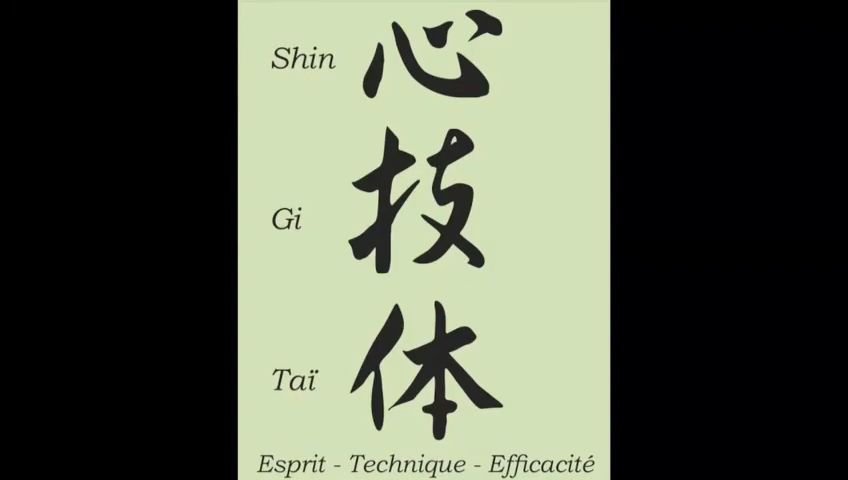 Shin 心
Gi 技
Taï 体
Esprit - Technique - Efficacité